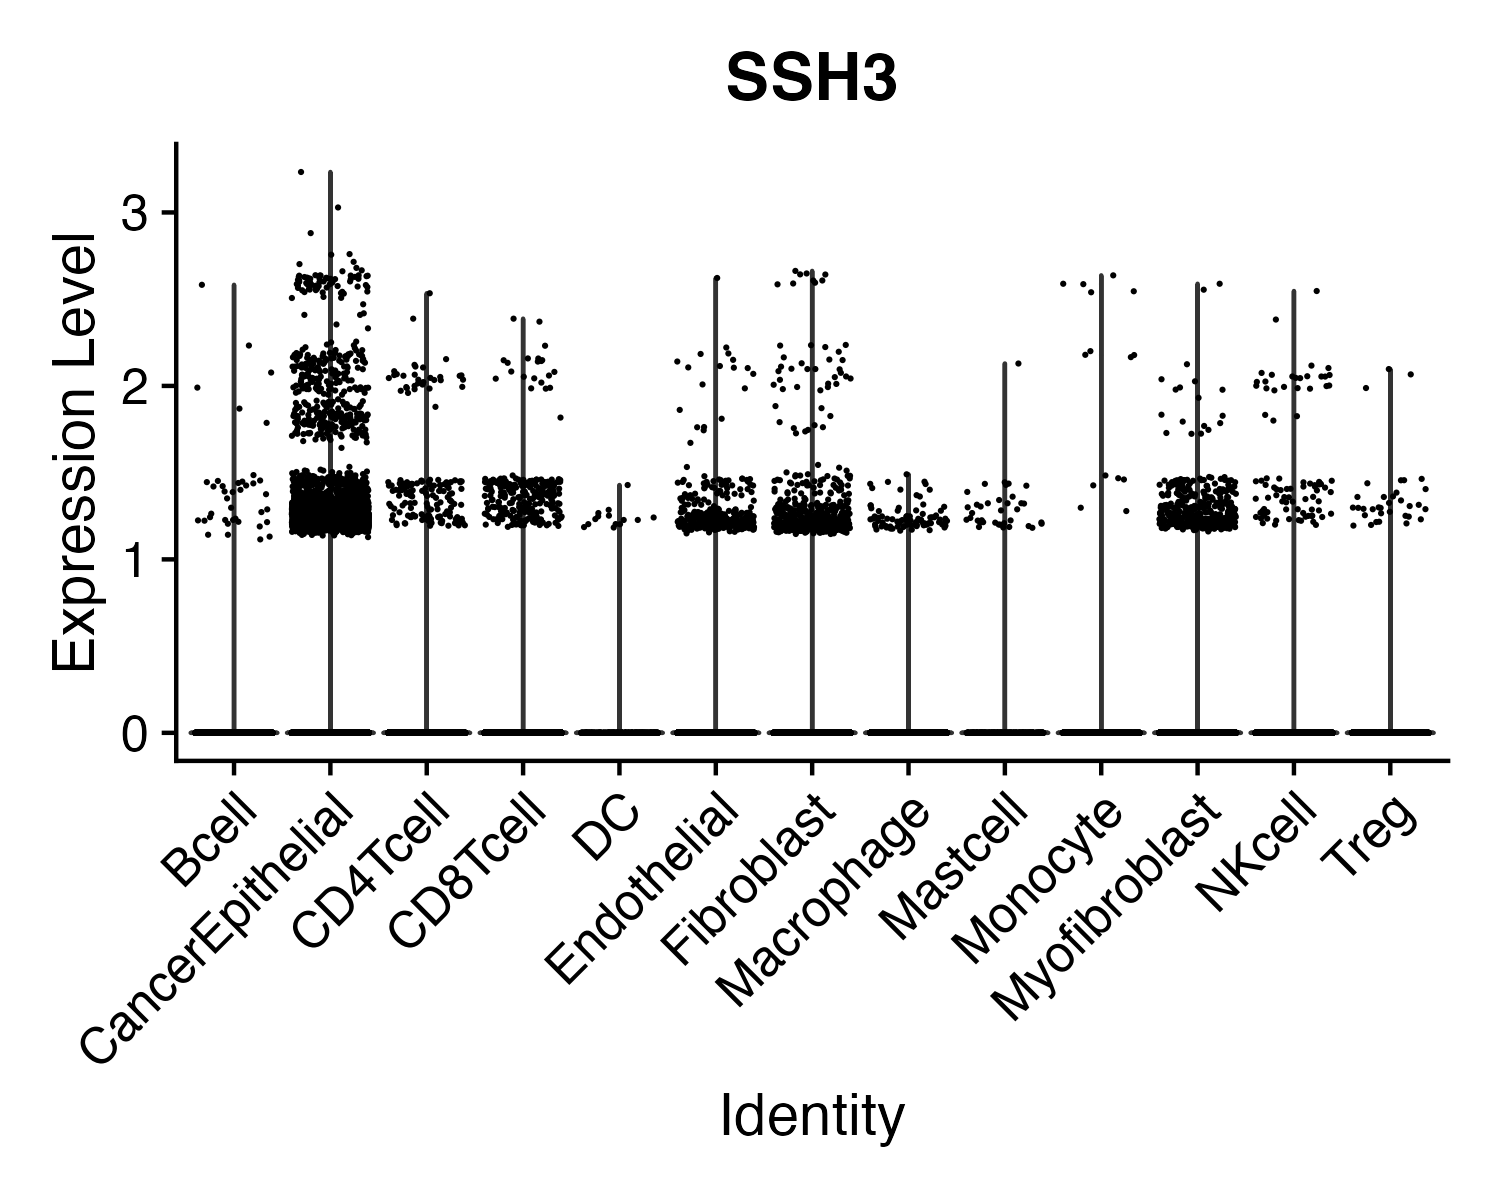 SSH3
Expression Level
3
2
1
0
Bcell
CancerEpithelial
CD4Tcell
CD8Tcell
DC
Endothelial
Fibroblast
Macrophage
Mastcell
Monocyte
Myofibroblast
NKcell
Treg
Identity